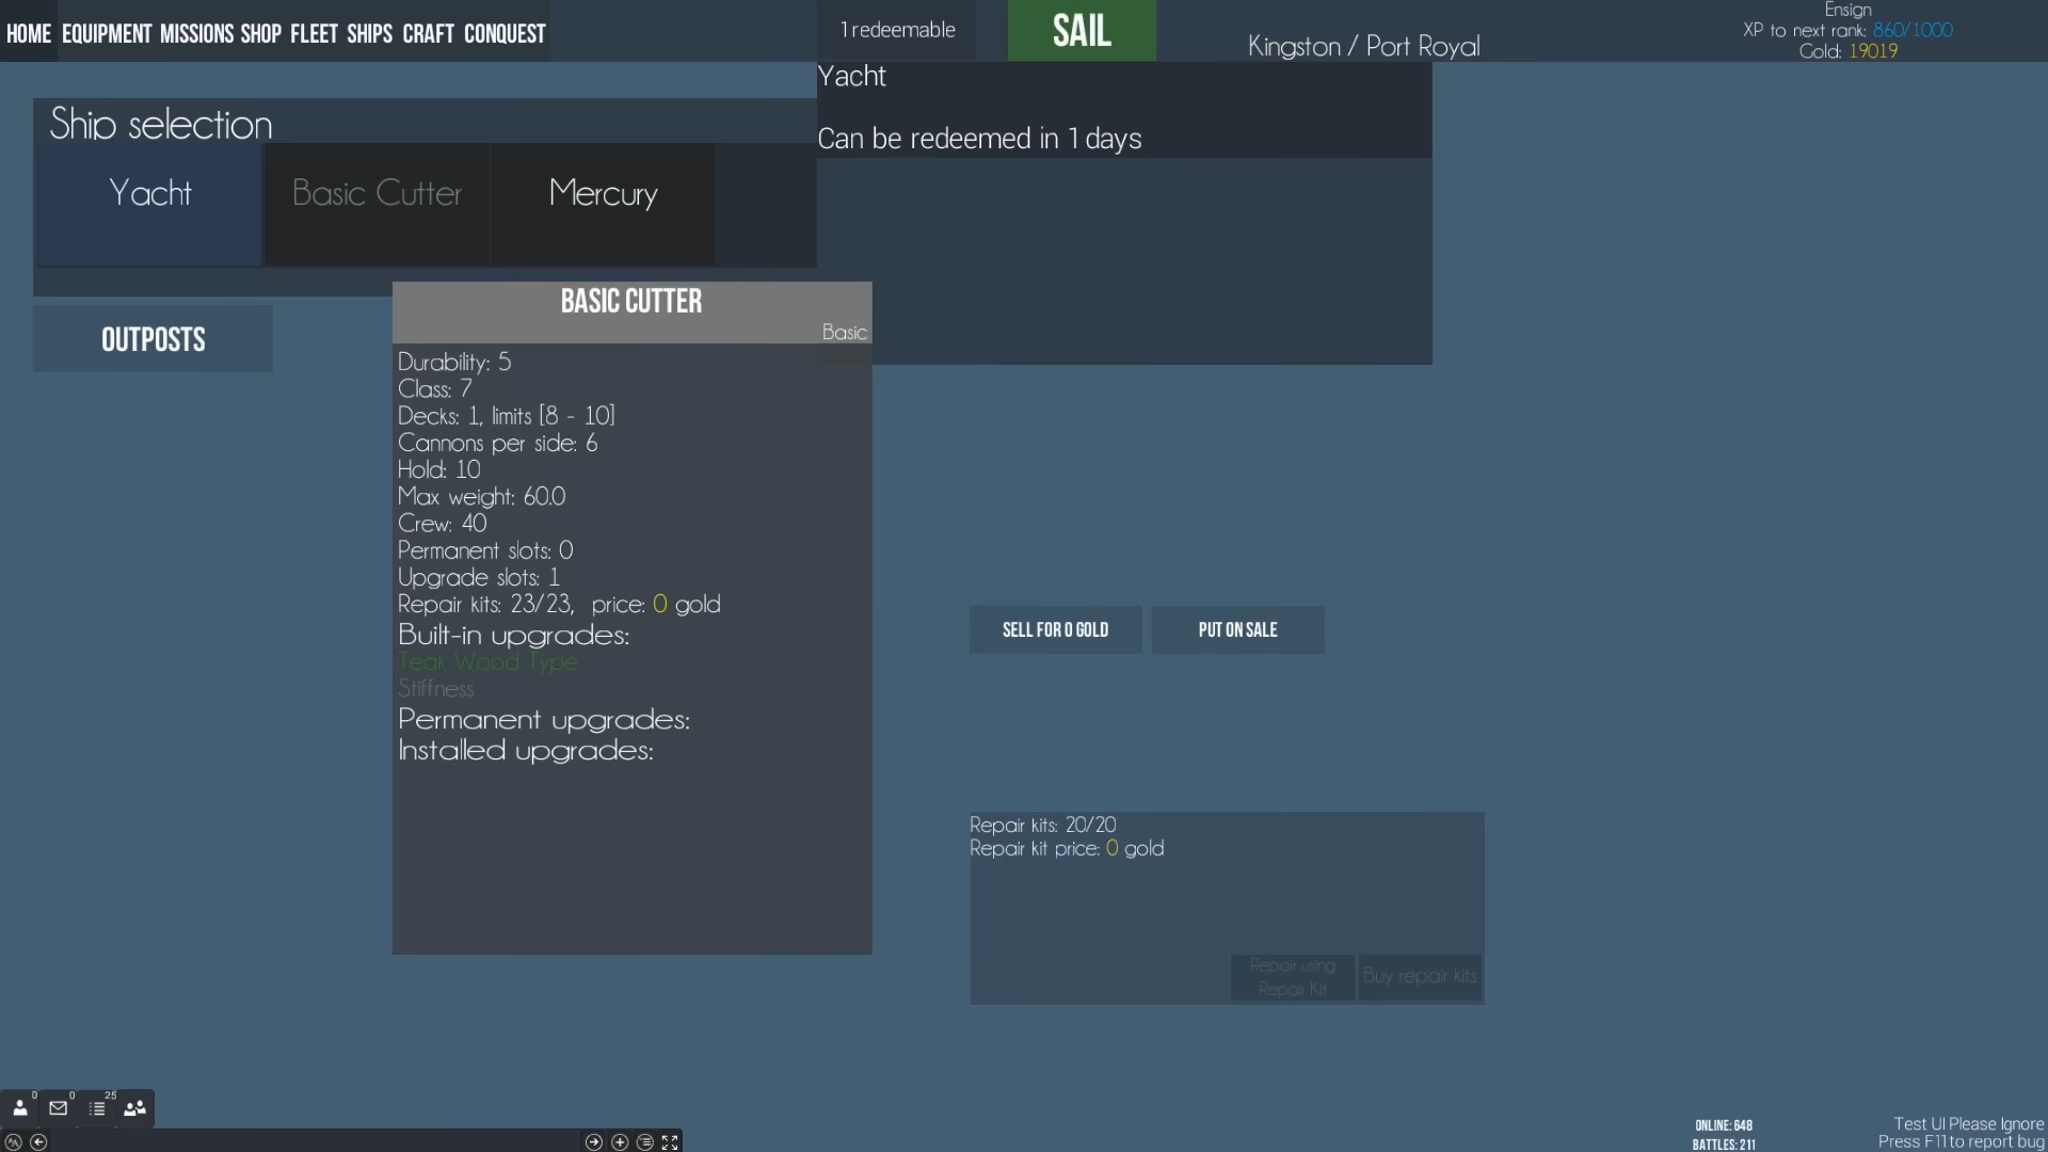 HOME EQUIPMENT MISSIONS SHOP FLEET SHIPS CRAFT CONQUEST
1 redeemable
SAIL
Kingston / Port Royal
Ensign
XP to next rank: 860/1000
Gold: 19019
Yacht
Can be redeemed in 1 days
Ship selection
Yacht
Basic Cutter
Mercury
OUTPOSTS
BASIC CUTTER
Basic
Durability: 5
Class: 7
Decks: 1, limits [8 - 10]
Cannons per side: 6
Hold: 10
Max weight: 60.0
Crew: 40
Permanent slots: 0
Upgrade slots: 1
Repair kits: 23/23, price: 0 gold
Built-in upgrades:
Teak Wood Type
Stiffness
Permanent upgrades:
Installed upgrades:
SELL FOR 0 GOLD
PUT ON SALE
Repair kits: 20/20
Repair kit price: 0 gold
Repair using
Repair Kit
Buy repair kits
0
0
25
ONLINE: 648
BATTLES: 211
Test UI Please Ignore
Press F11 to report bug